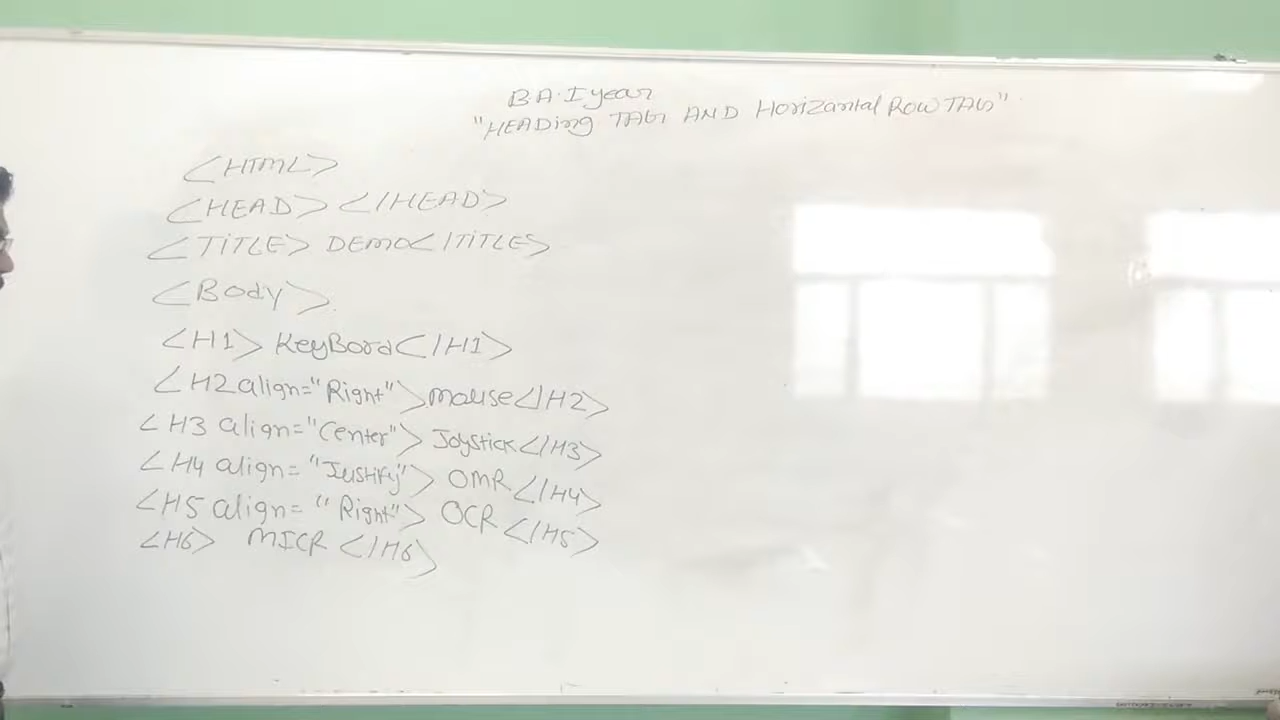 BA.I year
"HEADing TAG AND Horizantal ROW TAG"
<HTML>
<HEAD> </HEAD>
<TITLE> DEMO</TITLE>
<Body>
<H1> KeyBord</H1>
<H2 align="Right">mouse</H2>
<H3 align="Center"> Joystick</H3>
<H4 align="Justify"> OMR </H4>
<H5 align="Right"> OCR </H5>
<H6> MICR </H6>